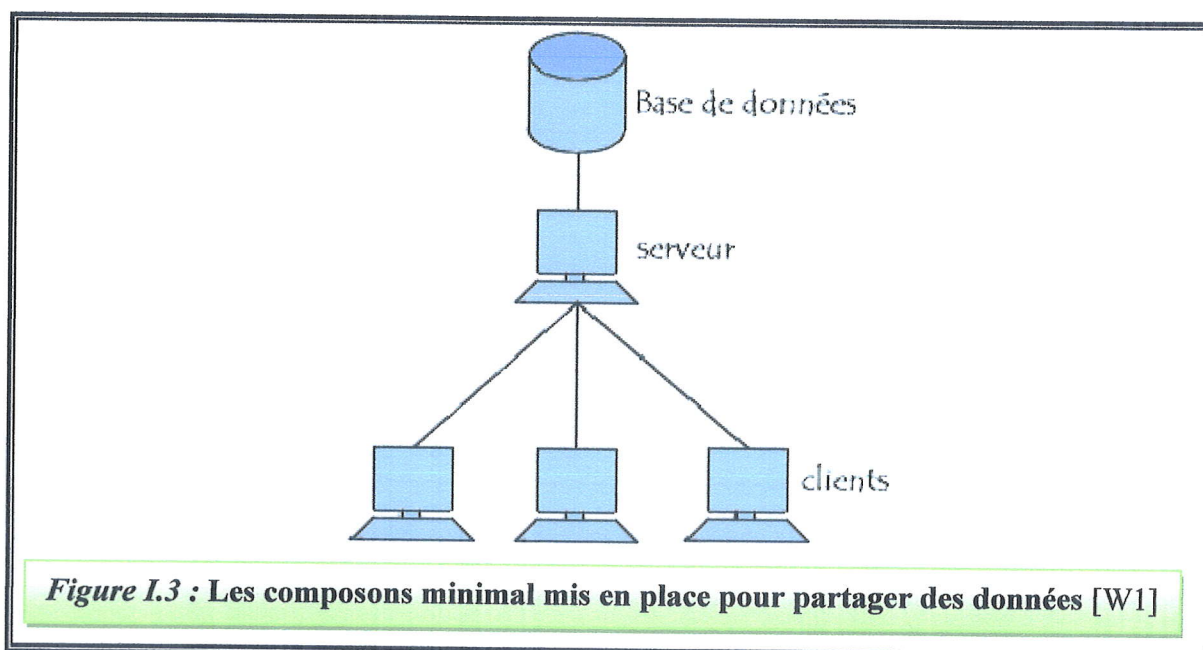 Base de données
serveur
clients
Figure I.3 : Les composons minimal mis en place pour partager des données [W1]